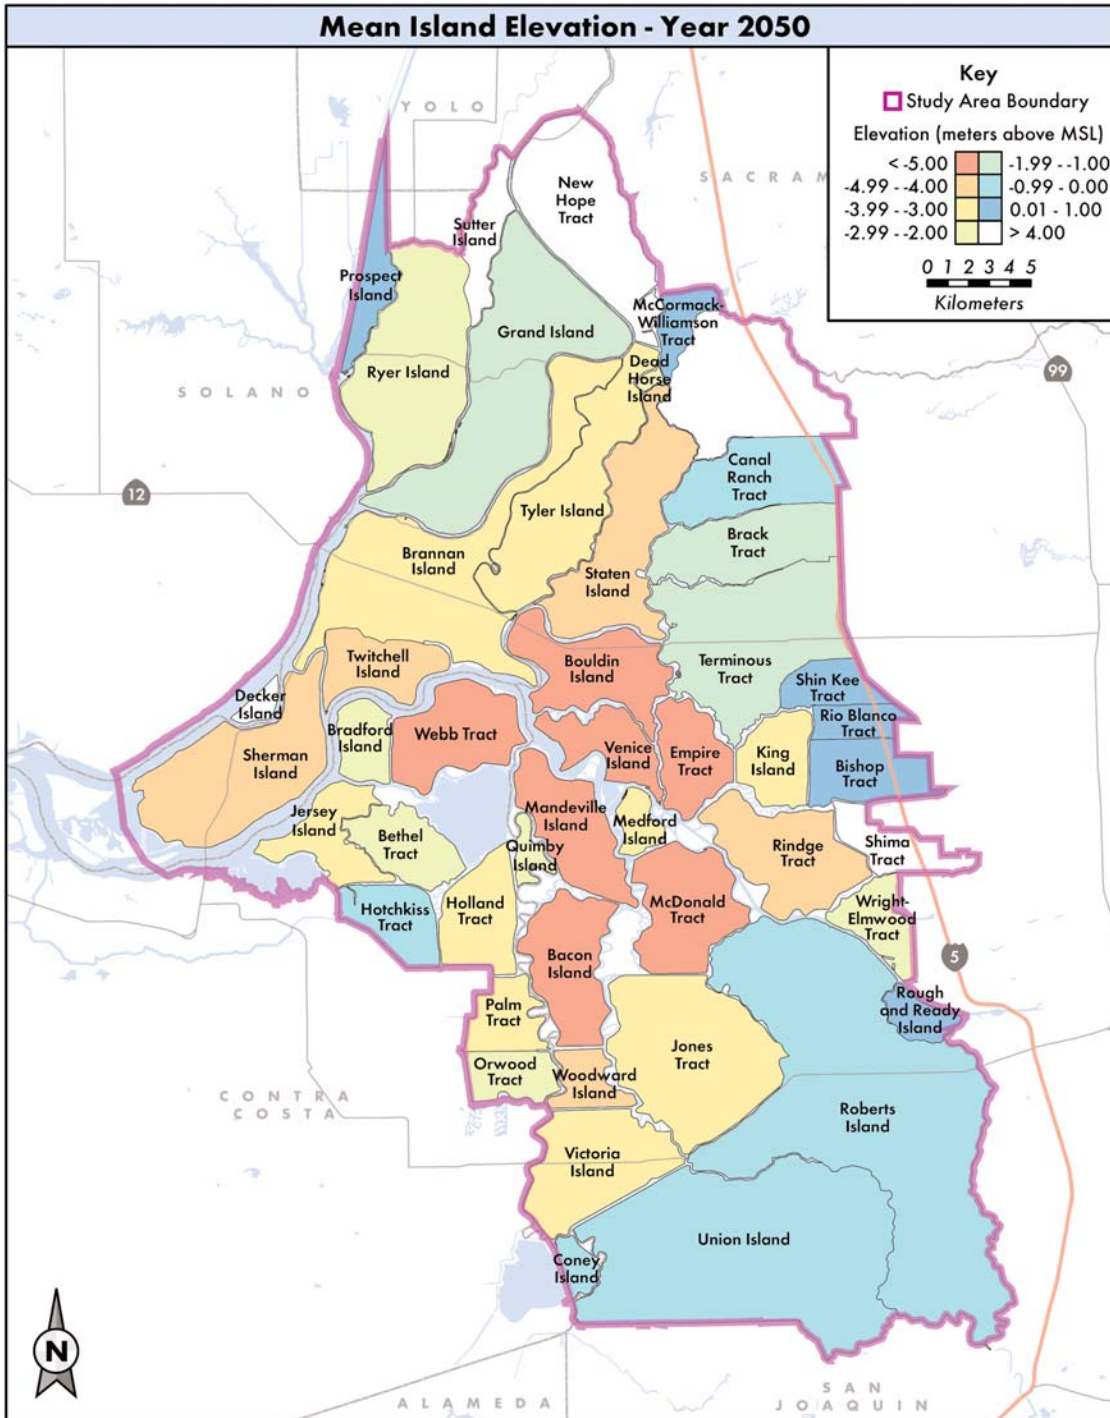 Mean Island Elevation - Year 2050
Key
Study Area Boundary
Elevation (meters above MSL)
< -5.00
-1.99 - -1.00
-4.99 - -4.00
-0.99 - 0.00
-3.99 - -3.00
0.01 - 1.00
-2.99 - -2.00
> 4.00
0 1 2 3 4 5
Kilometers
YOLO
SACRAM
New
Hope
Tract
Sutter
Island
Prospect
Island
McCormack-
Williamson
Tract
Grand Island
Ryer Island
Dead
Horse
Island
SOLANO
99
12
Canal
Ranch
Tract
Tyler Island
Brack
Tract
Brannan
Island
Staten
Island
Twitchell
Island
Bouldin
Island
Terminous
Tract
Shin Kee
Tract
Decker
Island
Rio Blanco
Tract
Bradford
Island
Webb Tract
Venice
Island
Empire
Tract
King
Island
Bishop
Tract
Sherman
Island
Jersey
Island
Bethel
Tract
Mandeville
Island
Medford
Island
Quimby
Island
Rindge
Tract
Shima
Tract
Hotchkiss
Tract
Holland
Tract
McDonald
Tract
Wright-
Elmwood
Tract
Bacon
Island
5
Rough
and Ready
Island
Palm
Tract
Jones
Tract
Orwood
Tract
Woodward
Island
CONTRA
COSTA
Roberts
Island
Victoria
Island
Union Island
Coney
Island
N
ALAMEDA
SAN
JOAQUIN